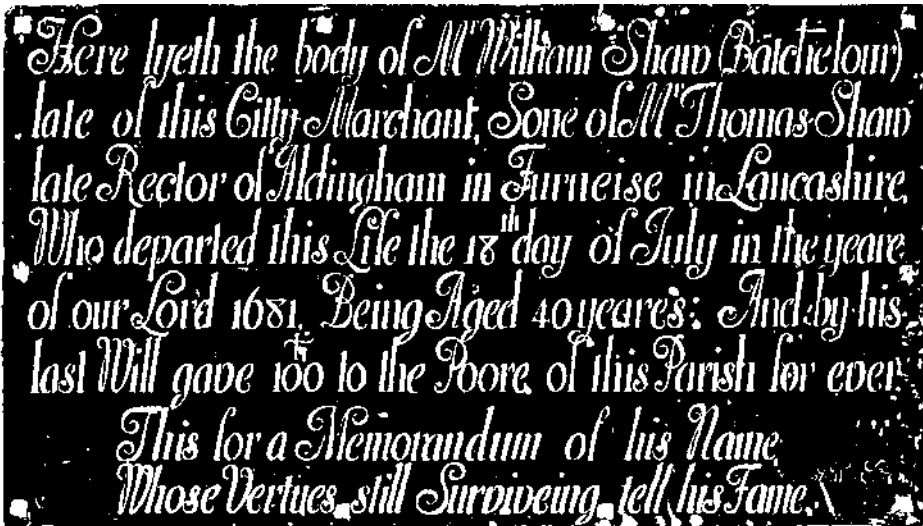 Here lyeth the body of Mr William Shaw (Batchelour)
late of this Citty Marchant, Sone of Mr Thomas Shaw
late Rector of Aldingham in Furneise in Lancashire,
Who departed this Life the 18th day of July in the yeare
of our Lord 1681, Being Aged 40 yeares: And by his
last Will gave 100 to the Poore, of this Parish for ever
This for a Memorandum of his Name,
Whose Vertues still Surviveing, tell his Fame.